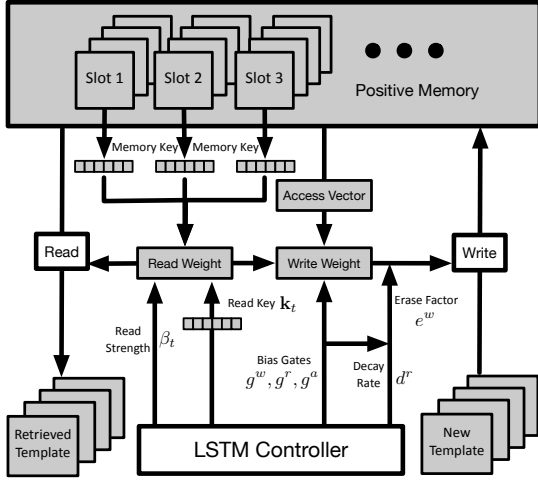 Slot 1
Slot 2
Slot 3
Positive Memory
Memory Key
Memory Key
Access Vector
Read
Read Weight
Write Weight
Write
Read Key k_t
Erase Factor
e^w
Read
Strength
β_t
Bias Gates
g^w, g^r, g^a
Decay
Rate
d^r
Retrieved
Template
LSTM Controller
New
Template